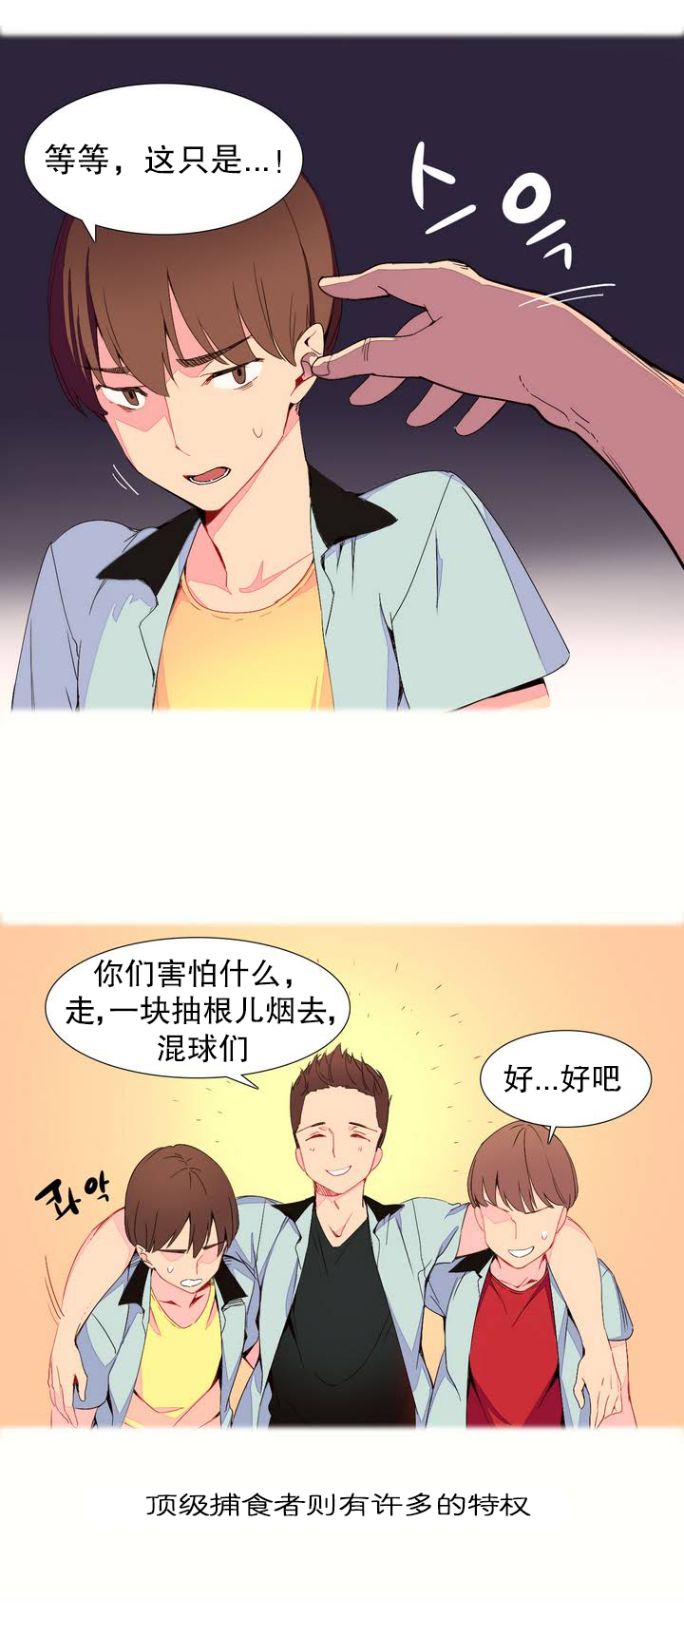 等等，这只是...!
스윽
你们害怕什么，
走,一块抽根儿烟去,
混球们
好...好吧
콰악
顶级捕食者则有许多的特权